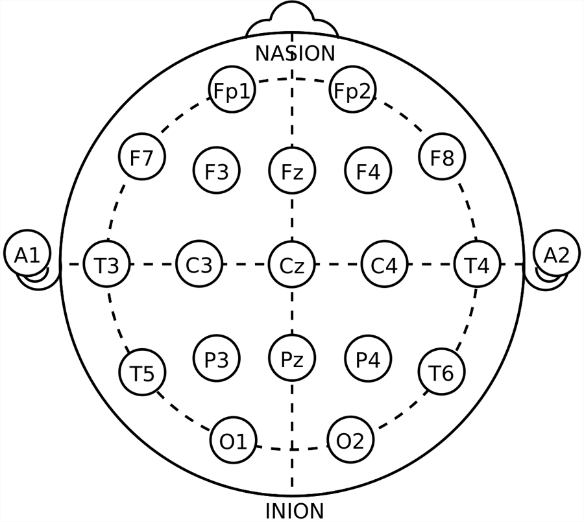 NASION
Fp1 Fp2
F7 F3 Fz F4 F8
A1 T3 C3 Cz C4 T4 A2
T5 P3 Pz P4 T6
O1 O2
INION